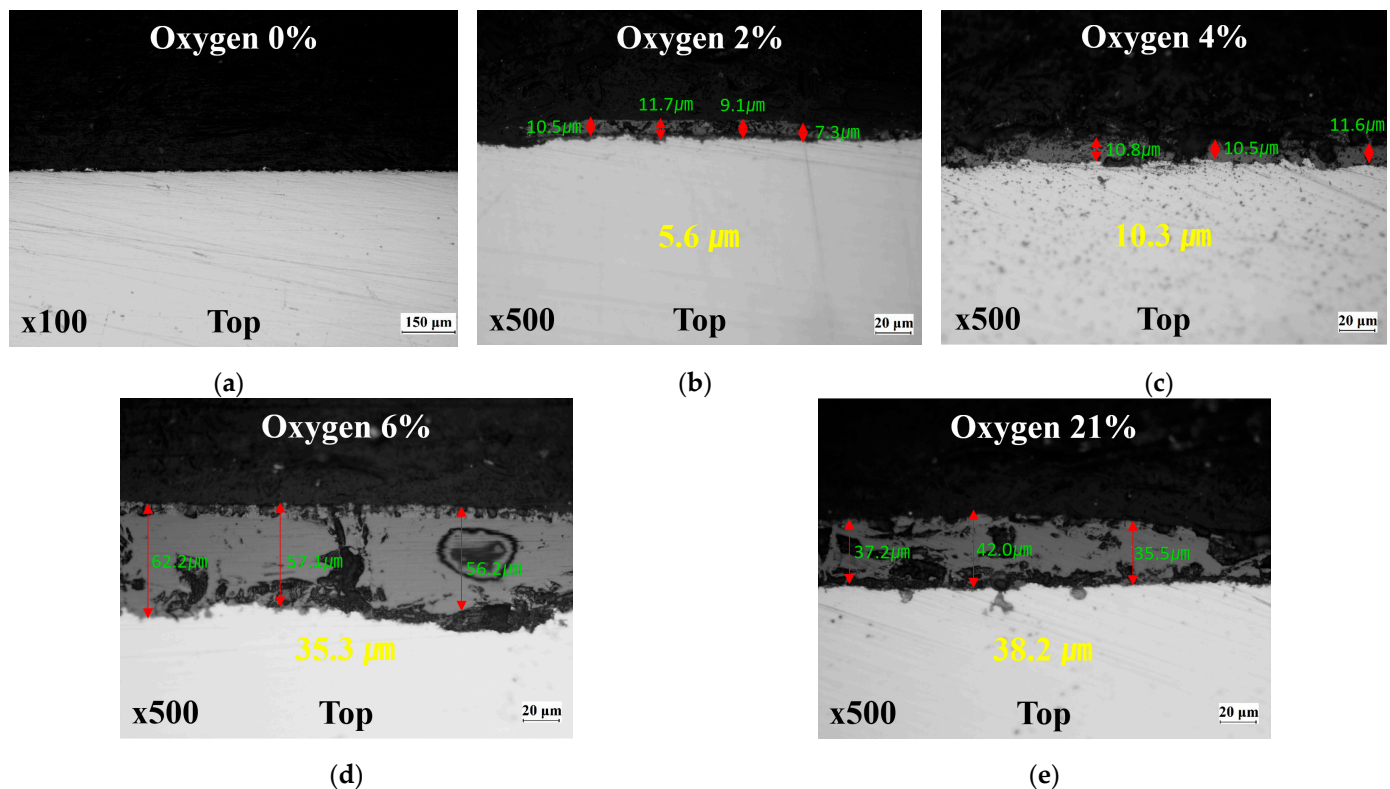 Oxygen 0%
x100
Top
150 μm
(a)
Oxygen 2%
11.7㎛
9.1㎛
10.5㎛
7.3㎛
5.6 ㎛
x500
Top
20 μm
(b)
Oxygen 4%
11.6㎛
10.8㎛
10.5㎛
10.3 ㎛
x500
Top
20 μm
(c)
Oxygen 6%
62.2㎛
57.1㎛
56.2㎛
35.3 ㎛
x500
Top
20 μm
(d)
Oxygen 21%
37.2㎛
42.0㎛
35.5㎛
38.2 ㎛
x500
Top
20 μm
(e)